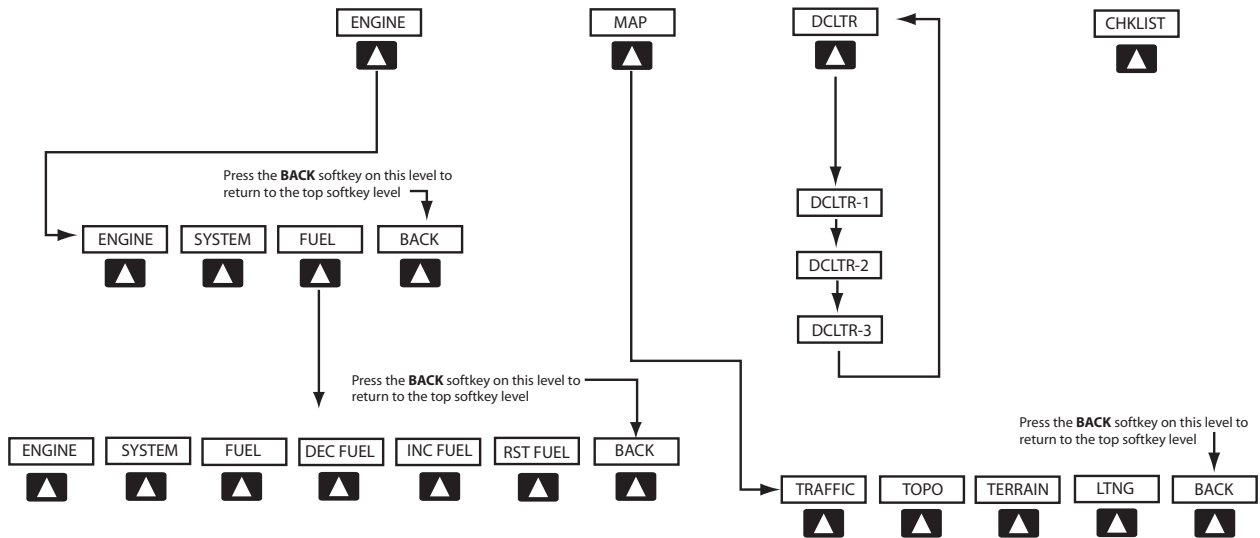 ENGINE
MAP
DCLTR
CHKLIST
Press the BACK softkey on this level to
return to the top softkey level
ENGINE
SYSTEM
FUEL
BACK
DCLTR-1
DCLTR-2
DCLTR-3
Press the BACK softkey on this level to
return to the top softkey level
ENGINE
SYSTEM
FUEL
DEC FUEL
INC FUEL
RST FUEL
BACK
Press the BACK softkey on this level to
return to the top softkey level
TRAFFIC
TOPO
TERRAIN
LTNG
BACK